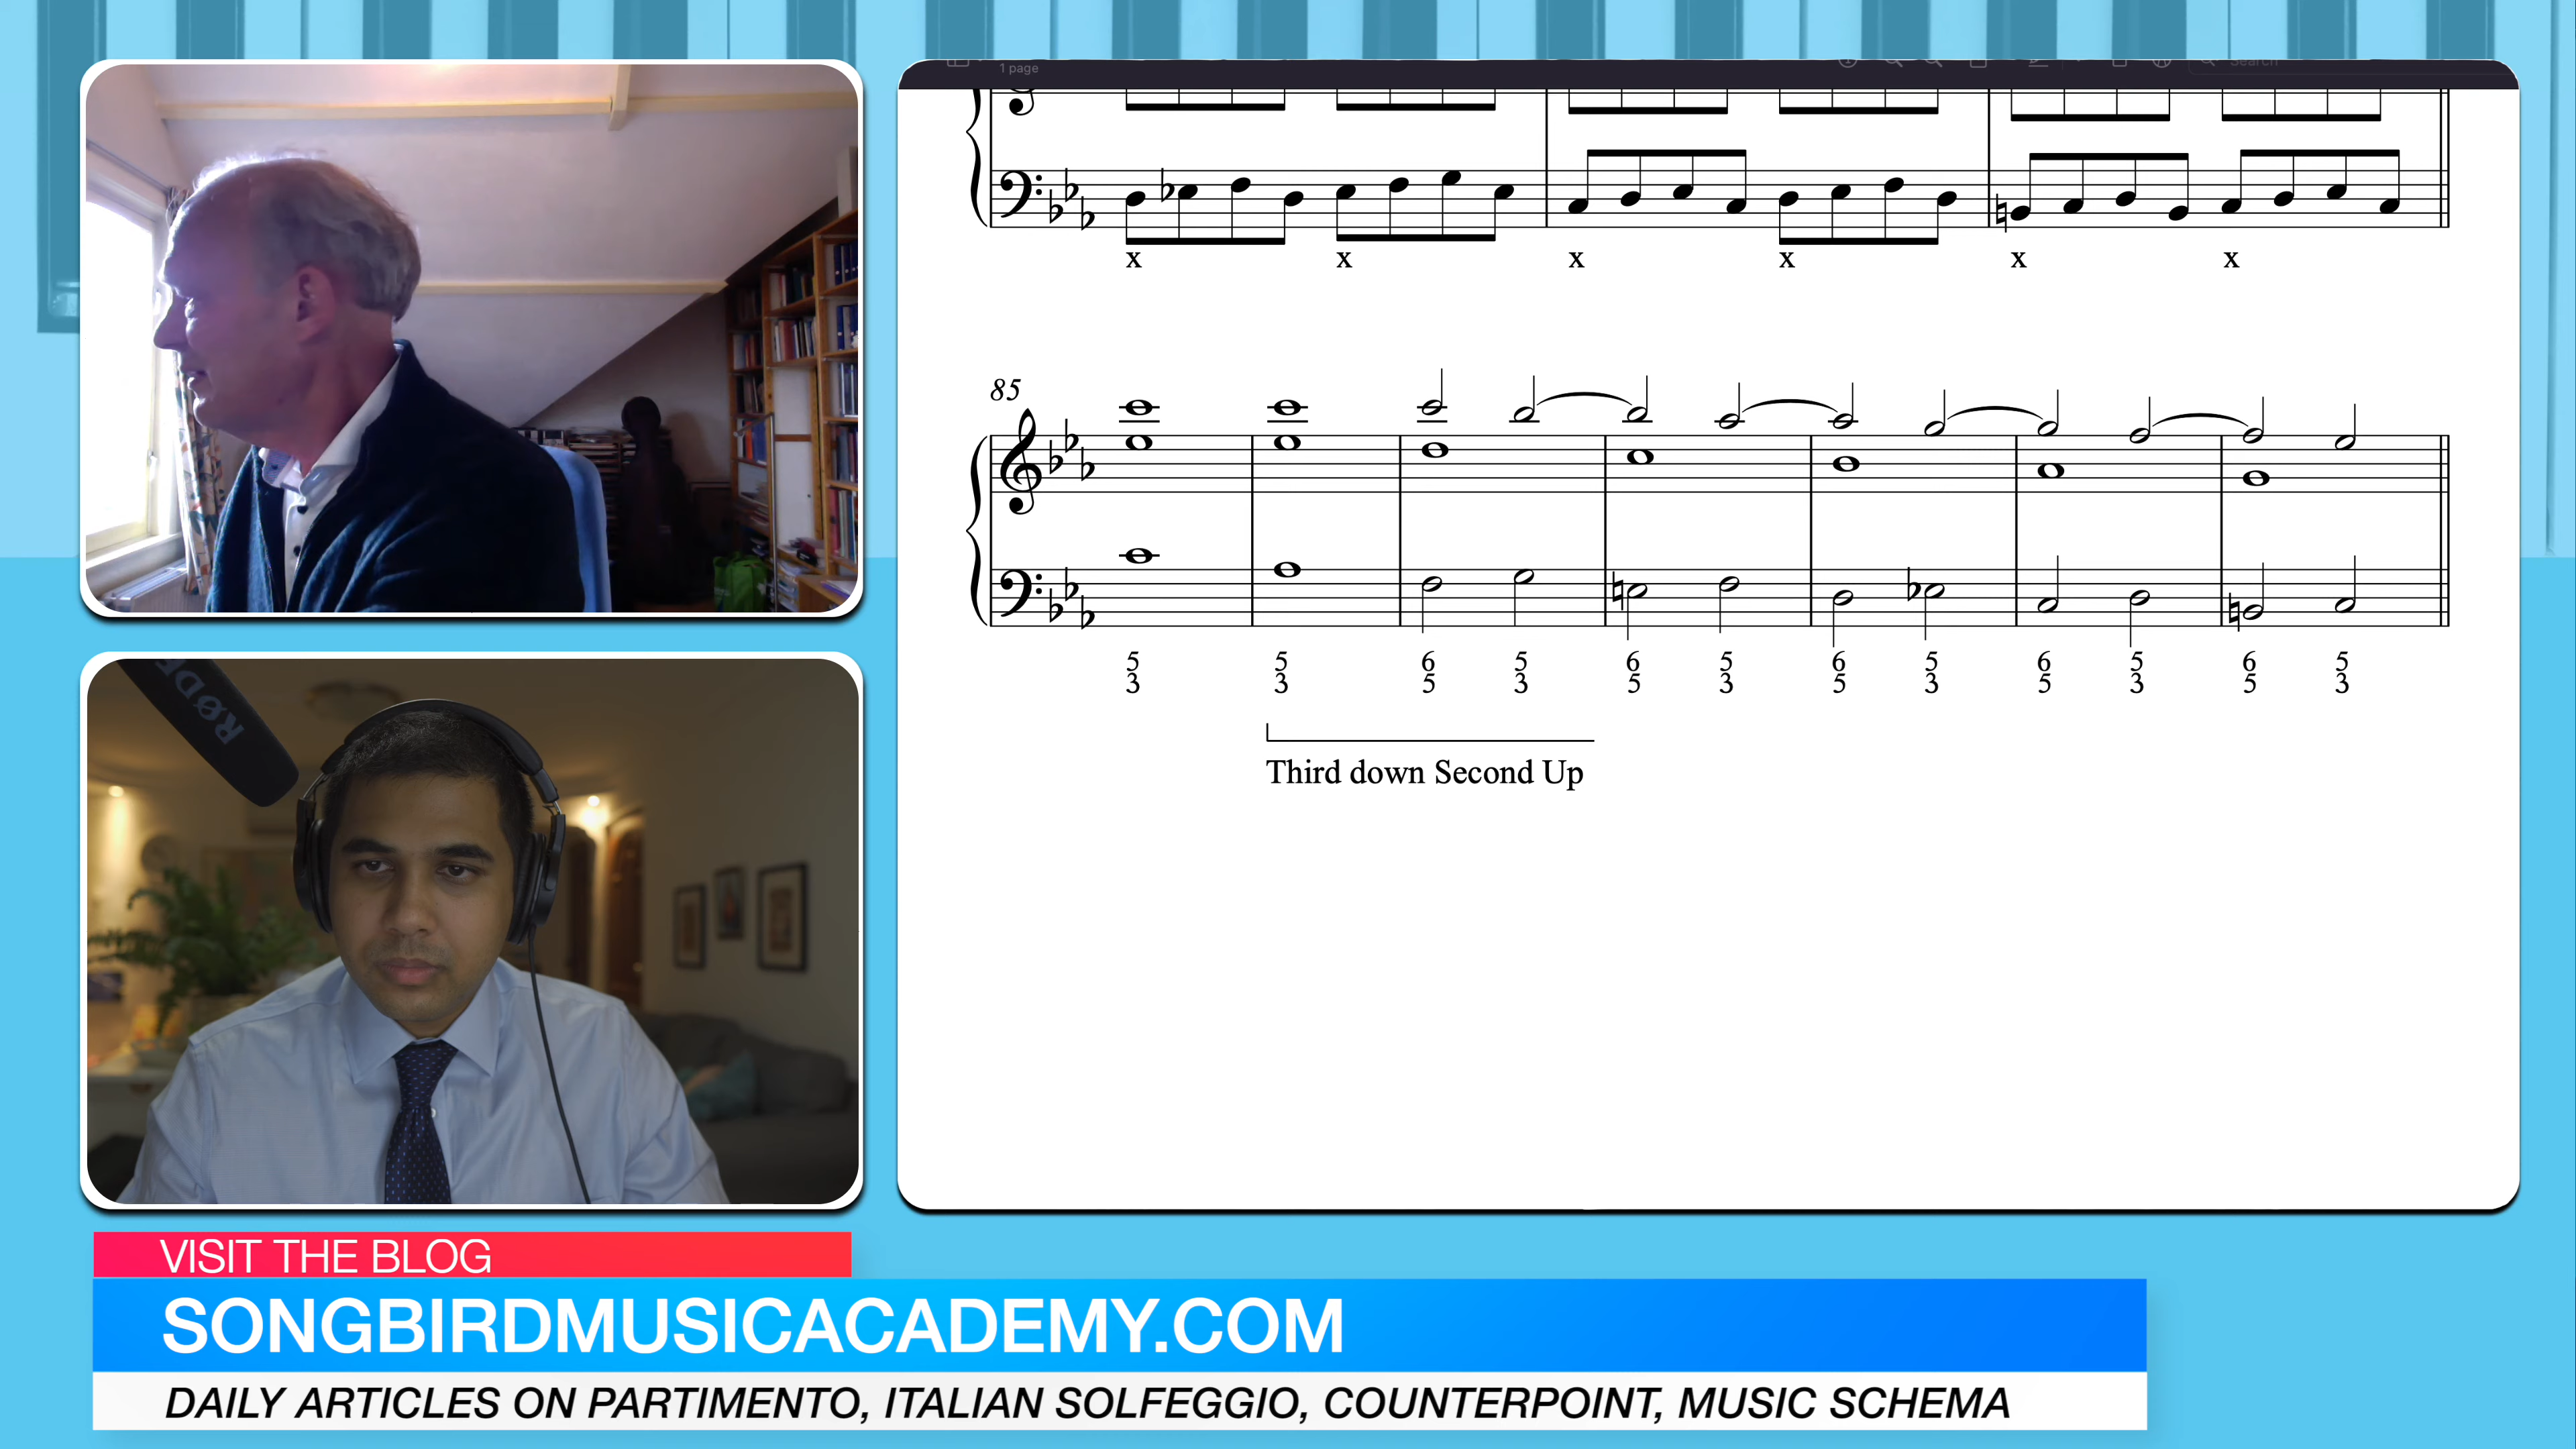 1 page
Search
x x x x x x
85
5 5 6 5 6 5 6 5 6 5 6 5
3 3 5 3 5 3 5 3 5 3 5 3
Third down Second Up
RØDE
VISIT THE BLOG
SONGBIRDMUSICACADEMY.COM
DAILY ARTICLES ON PARTIMENTO, ITALIAN SOLFEGGIO, COUNTERPOINT, MUSIC SCHEMA